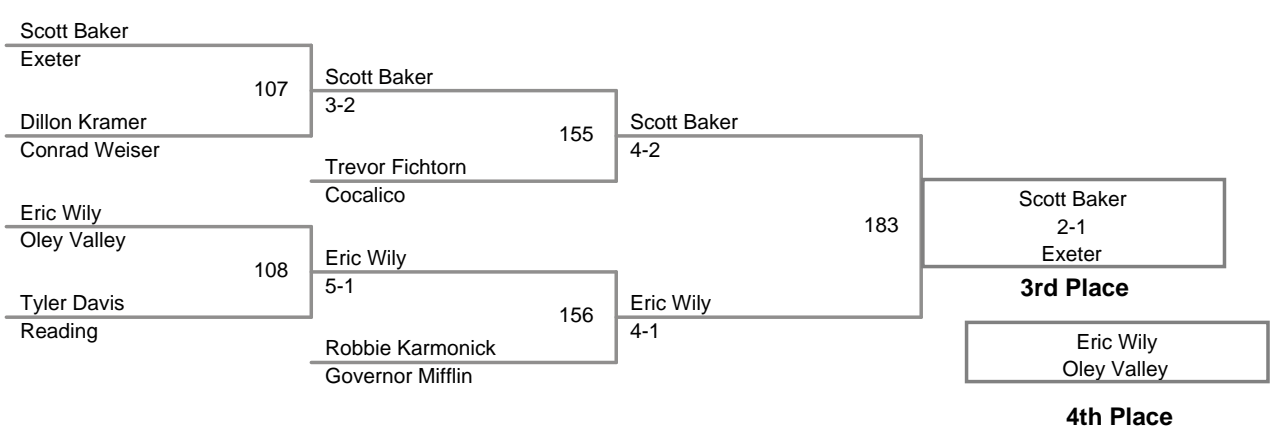 Scott Baker
Exeter
107
Dillon Kramer
Conrad Weiser
Eric Wily
Oley Valley
108
Tyler Davis
Reading
Scott Baker
3-2
155
Trevor Fichtorn
Cocalico
Eric Wily
5-1
156
Robbie Karmonick
Governor Mifflin
Scott Baker
4-2
183
Eric Wily
4-1
Scott Baker
2-1
Exeter
3rd Place
Eric Wily
Oley Valley
4th Place